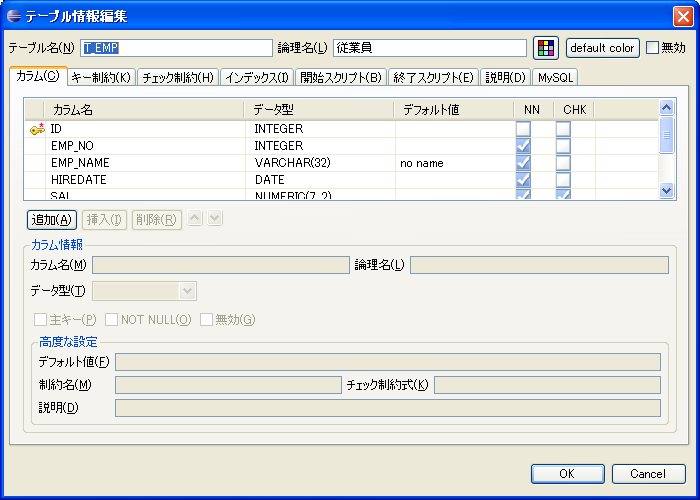 テーブル情報編集
テーブル名(N) T_EMP 論理名(L) 従業員 default color 無効
カラム(C) キー制約(K) チェック制約(H) インデックス(I) 開始スクリプト(B) 終了スクリプト(E) 説明(D) MySQL
カラム名 データ型 デフォルト値 NN CHK
ID INTEGER
EMP_NO INTEGER
EMP_NAME VARCHAR(32) no name
HIREDATE DATE
SAL NUMERIC(7, 2)
追加(A) 挿入(I) 削除(R)
カラム情報
カラム名(M) 論理名(L)
データ型(T)
主キー(P) NOT NULL(O) 無効(G)
高度な設定
デフォルト値(F)
制約名(M) チェック制約式(K)
説明(D)
OK Cancel